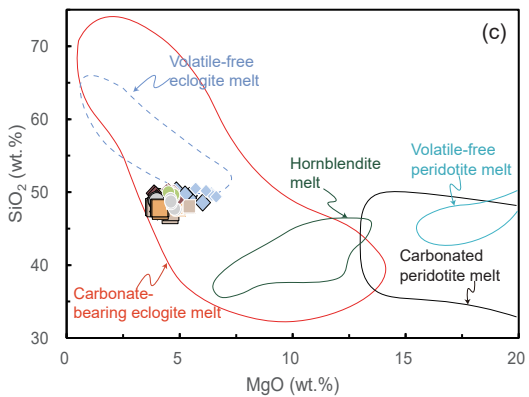 (c)
70
60
50
40
30
SiO₂ (wt.%)
Volatile-free
eclogite melt
Volatile-free
peridotite melt
Hornblendite
melt
Carbonated
peridotite melt
Carbonate-
bearing eclogite melt
0 5 10 15 20
MgO (wt.%)